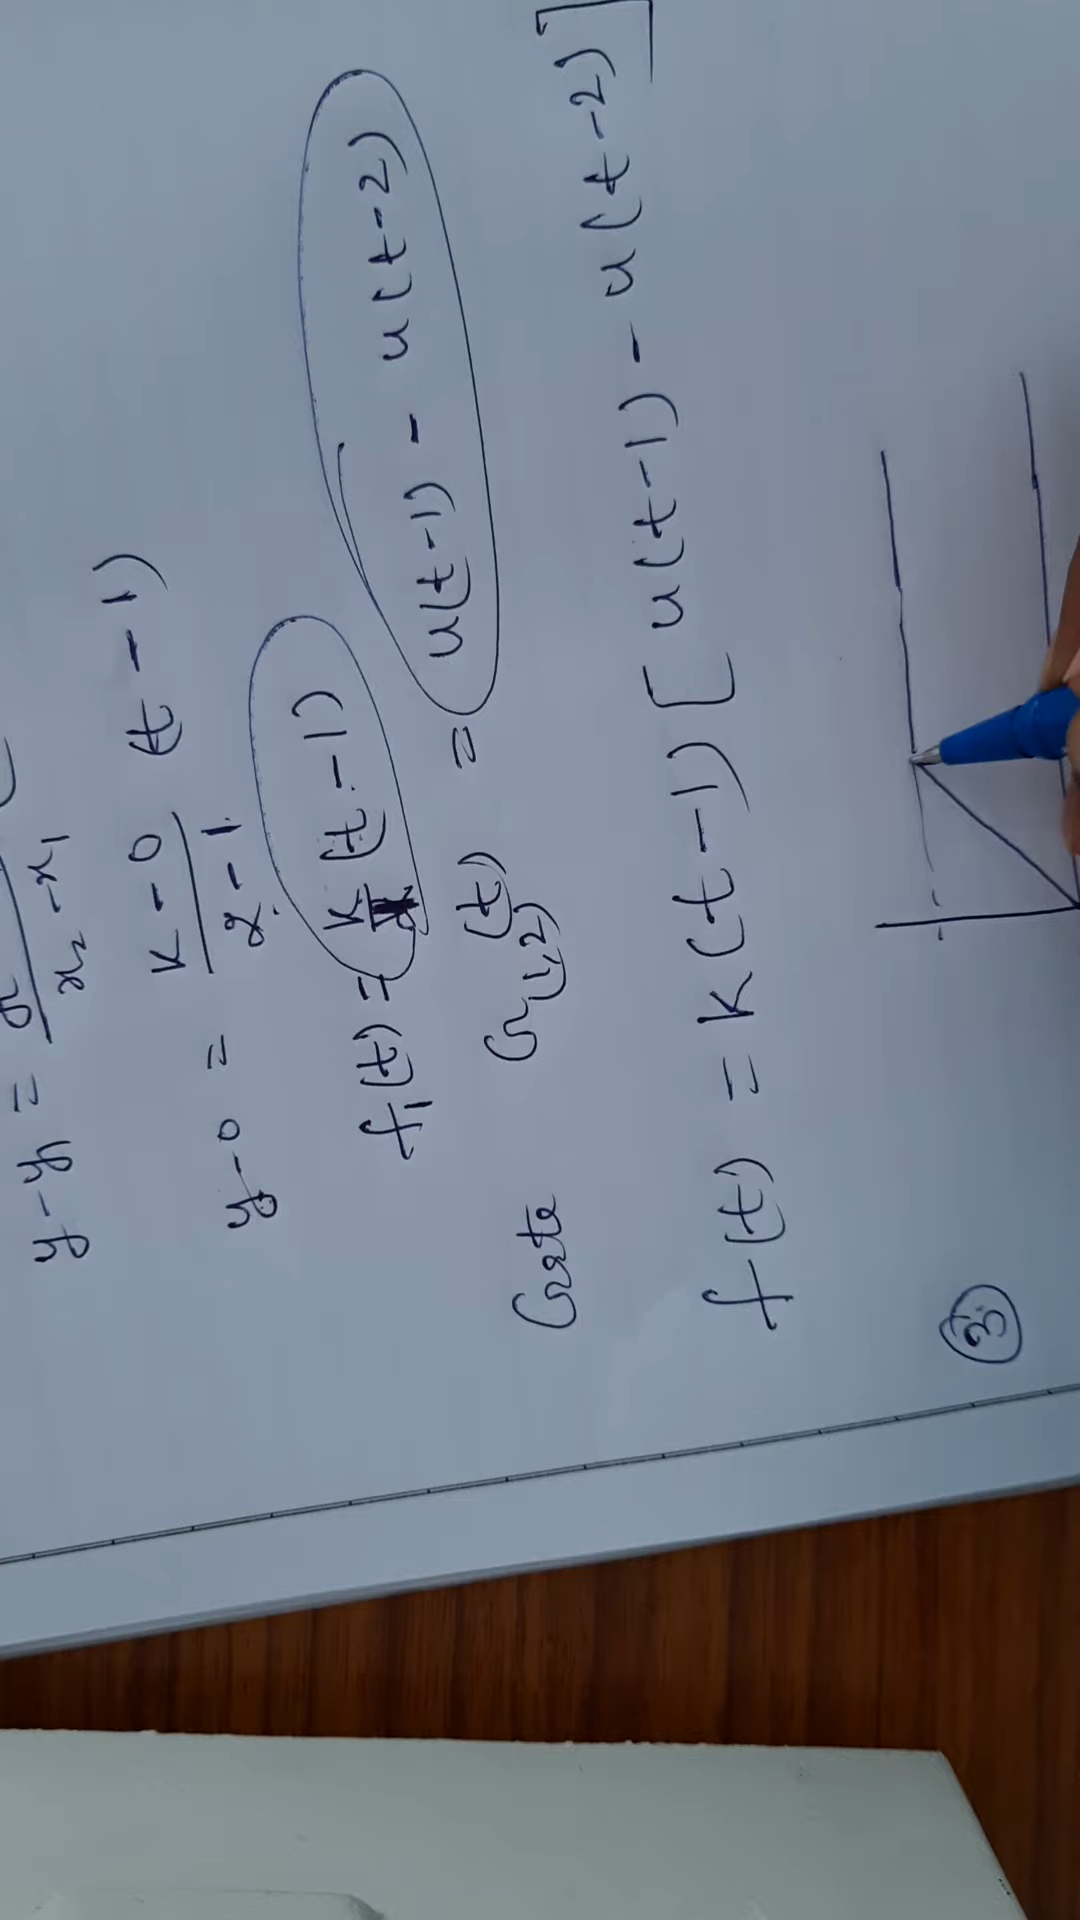 y-y₁ = / x₂-x₁
y-0 = K-0 / 2-1 (t-1)
f₁(t) = K/1 (t-1)
Gate G(1,2)(t) = u(t-1) - u(t-2)
f(t) = K(t-1)[u(t-1) - u(t-2)]
③